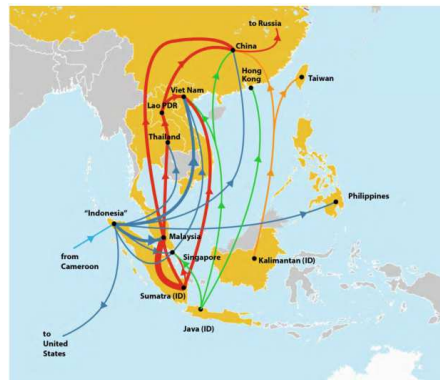 to Russia
China
Hong
Kong
Taiwan
Viet Nam
Lao PDR
Thailand
Philippines
"Indonesia"
Malaysia
from
Cameroon
Singapore
Kalimantan (ID)
Sumatra (ID)
Java (ID)
to
United
States